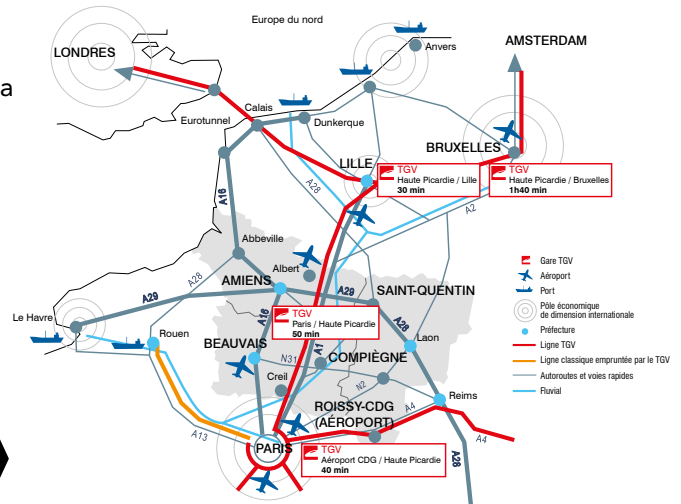 Europe du nord
LONDRES
Anvers
AMSTERDAM
a
Calais
Eurotunnel
Dunkerque
BRUXELLES
LILLE
TGV
Haute Picardie / Lille
30 min
TGV
Haute Picardie / Bruxelles
1h40 min
A28
A16
A2
Abbeville
A28
Albert
A29
AMIENS
A29
SAINT-QUENTIN
Le Havre
Rouen
TGV
Paris / Haute Picardie
50 min
A16
A1
A28
BEAUVAIS
Laon
N31
COMPIÈGNE
Creil
N2
Reims
ROISSY-CDG
(AÉROPORT)
A4
A13
A4
PARIS
A28
TGV
Aéroport CDG / Haute Picardie
40 min
Gare TGV
Aéroport
Port
Pôle économique
de dimension internationale
Préfecture
Ligne TGV
Ligne classique empruntée par le TGV
Autoroutes et voies rapides
Fluvial